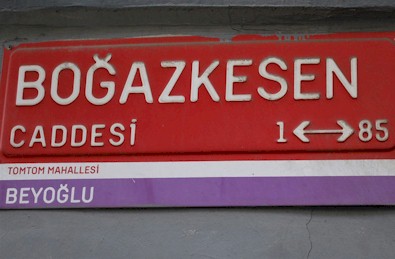 BOĞAZKESEN
CADDESİ 1↔85
TOMTOM MAHALLESİ
BEYOĞLU